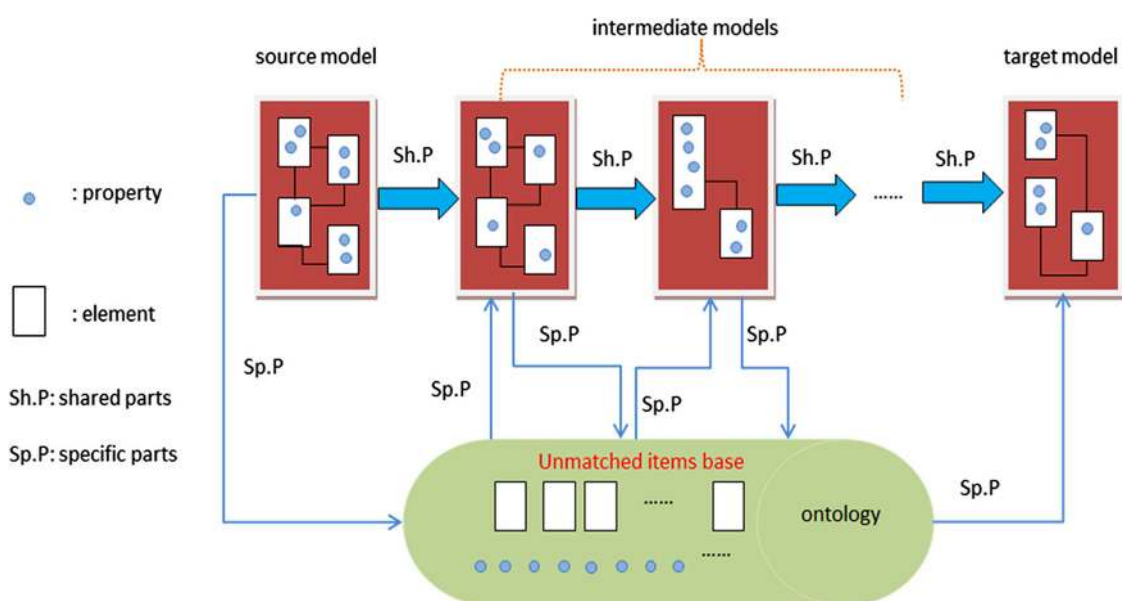 intermediate models
source model
target model
Sh.P
Sh.P
Sh.P
Sh.P
......
: property
: element
Sh.P: shared parts
Sp.P: specific parts
Sp.P
Sp.P
Sp.P
Sp.P
Sp.P
Sp.P
Unmatched items base
......
ontology
......